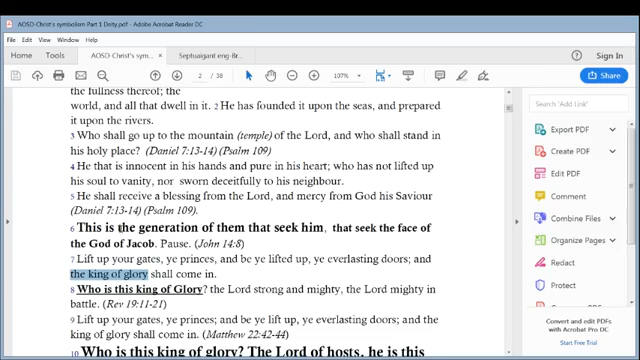 AOSD-Christ's symbolism Part 1 Deity.pdf - Adobe Acrobat Reader DC
File Edit View Window Help
Home Tools AOSD-Christ's sym... × Septuaigant eng-Br... Sign In
2 / 38 107% Share
the fullness thereof; the
world, and all that dwell in it. 2 He has founded it upon the seas, and prepared
it upon the rivers.
3 Who shall go up to the mountain (temple) of the Lord, and who shall stand in
his holy place? (Daniel 7:13-14) (Psalm 109)
4 He that is innocent in his hands and pure in his heart; who has not lifted up
his soul to vanity, nor sworn deceitfully to his neighbour.
5 He shall receive a blessing from the Lord, and mercy from God his Saviour
(Daniel 7:13-14) (Psalm 109).
6 This is the generation of them that seek him, that seek the face of
the God of Jacob. Pause. (John 14:8)
7 Lift up your gates, ye princes, and be ye lifted up, ye everlasting doors; and
the king of glory shall come in.
8 Who is this king of Glory? the Lord strong and mighty, the Lord mighty in
battle. (Rev 19:11-21)
9 Lift up your gates, ye princes; and be ye lift up, ye everlasting doors; and the
king of glory shall come in. (Matthew 22:42-44)
10 Who is this king of glory? The Lord of hosts, he is this
Search 'Add Link'
Export PDF
Create PDF
Edit PDF
Comment
Combine Files
Organize Pages
Redact
Protect
Convert and edit PDFs
with Acrobat Pro DC
Start Free Trial